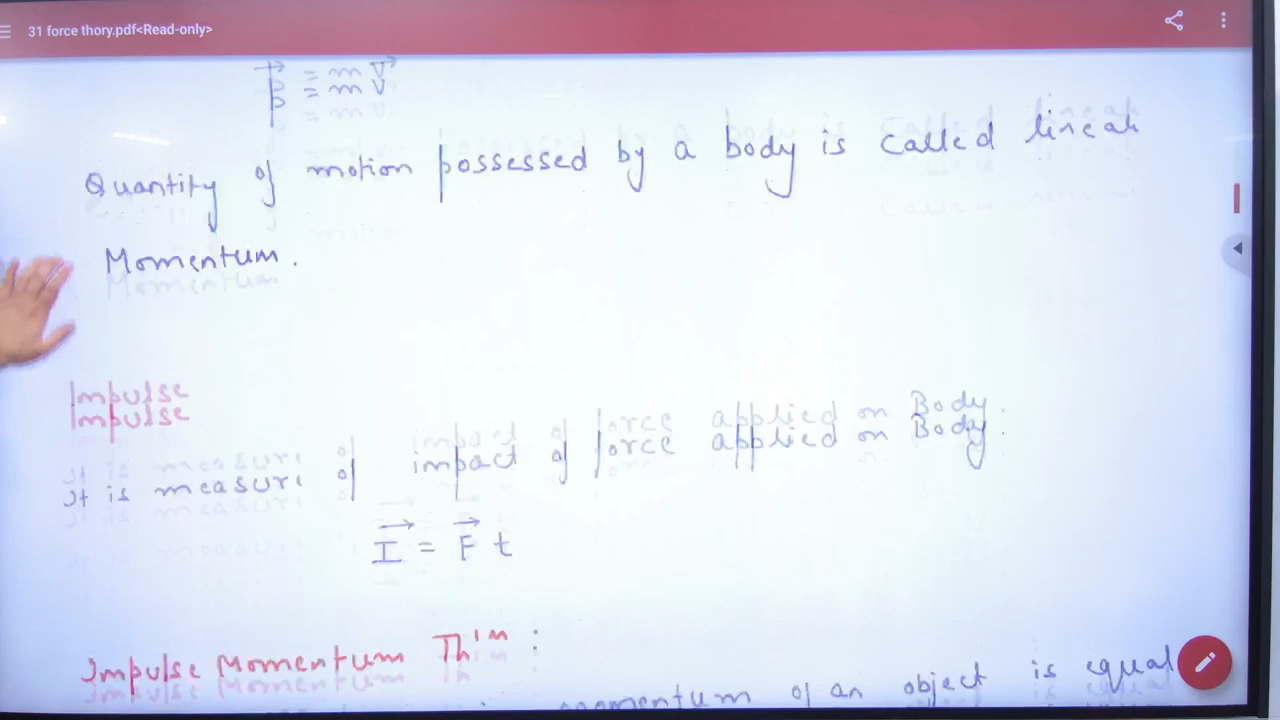 31 force thory.pdf<Read-only>
p⃗ = m v⃗
Quantity of motion possessed by a body is called linear
Momentum.
Impulse
It is measure of impact of force applied on Body.
I⃗ = F⃗ t
Impulse Momentum Thm :
momentum of an object is equal